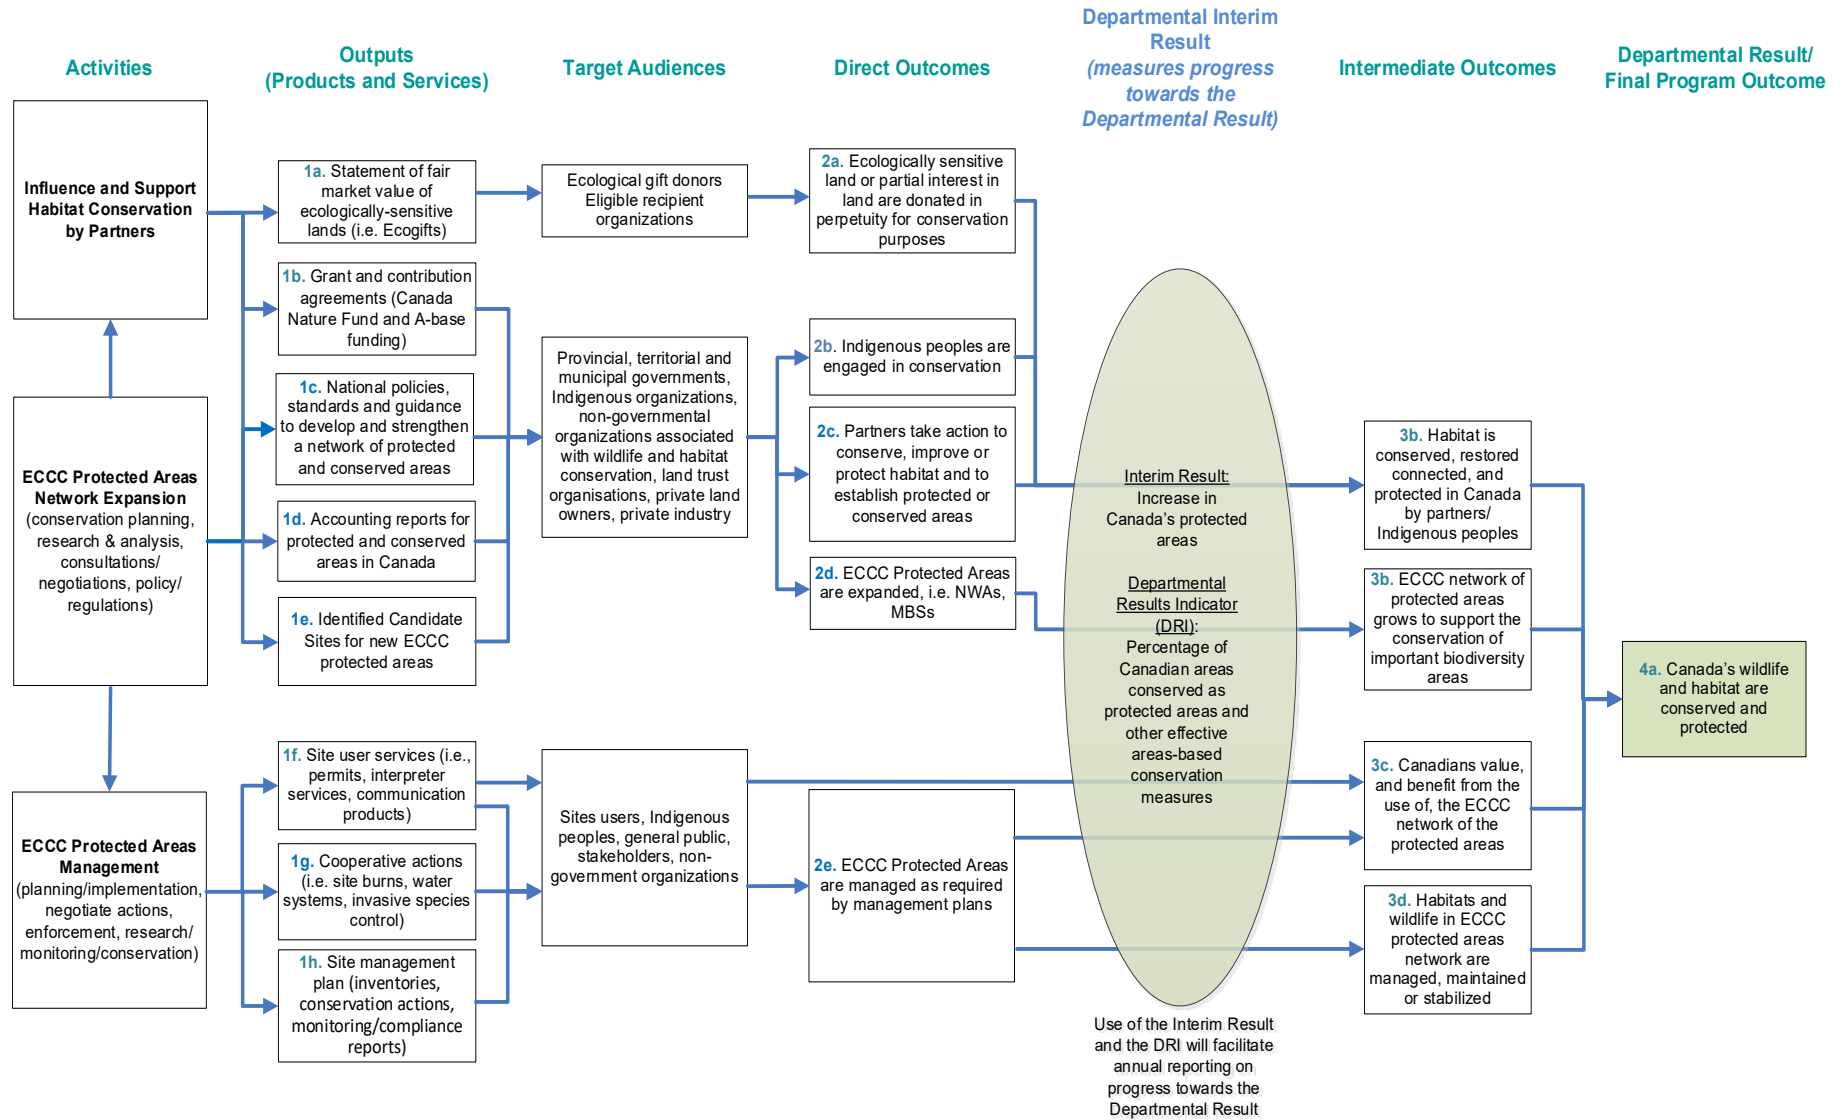 Activities
Outputs
(Products and Services)
Target Audiences
Direct Outcomes
Departmental Interim
Result
(measures progress
towards the
Departmental Result)
Intermediate Outcomes
Departmental Result/
Final Program Outcome
Influence and Support
Habitat Conservation
by Partners
ECCC Protected Areas
Network Expansion
(conservation planning,
research & analysis,
consultations/
negotiations, policy/
regulations)
ECCC Protected Areas
Management
(planning/implementation,
negotiate actions,
enforcement, research/
monitoring/conservation)
1a. Statement of fair
market value of
ecologically-sensitive
lands (i.e. Ecogifts)
1b. Grant and contribution
agreements (Canada
Nature Fund and A-base
funding)
1c. National policies,
standards and guidance
to develop and strengthen
a network of protected
and conserved areas
1d. Accounting reports for
protected and conserved
areas in Canada
1e. Identified Candidate
Sites for new ECCC
protected areas
1f. Site user services (i.e.,
permits, interpreter
services, communication
products)
1g. Cooperative actions
(i.e. site burns, water
systems, invasive species
control)
1h. Site management
plan (inventories,
conservation actions,
monitoring/compliance
reports)
Ecological gift donors
Eligible recipient
organizations
Provincial, territorial and
municipal governments,
Indigenous organizations,
non-governmental
organizations associated
with wildlife and habitat
conservation, land trust
organisations, private land
owners, private industry
Sites users, Indigenous
peoples, general public,
stakeholders, non-
government organizations
2a. Ecologically sensitive
land or partial interest in
land are donated in
perpetuity for conservation
purposes
2b. Indigenous peoples are
engaged in conservation
2c. Partners take action to
conserve, improve or
protect habitat and to
establish protected or
conserved areas
2d. ECCC Protected Areas
are expanded, i.e. NWAs,
MBSs
2e. ECCC Protected Areas
are managed as required
by management plans
Interim Result:
Increase in
Canada's protected
areas
Departmental
Results Indicator
(DRI):
Percentage of
Canadian areas
conserved as
protected areas and
other effective
areas-based
conservation
measures
Use of the Interim Result
and the DRI will facilitate
annual reporting on
progress towards the
Departmental Result
3b. Habitat is
conserved, restored
connected, and
protected in Canada
by partners/
Indigenous peoples
3b. ECCC network of
protected areas
grows to support the
conservation of
important biodiversity
areas
3c. Canadians value,
and benefit from the
use of, the ECCC
network of the
protected areas
3d. Habitats and
wildlife in ECCC
protected areas
network are
managed, maintained
or stabilized
4a. Canada's wildlife
and habitat are
conserved and
protected